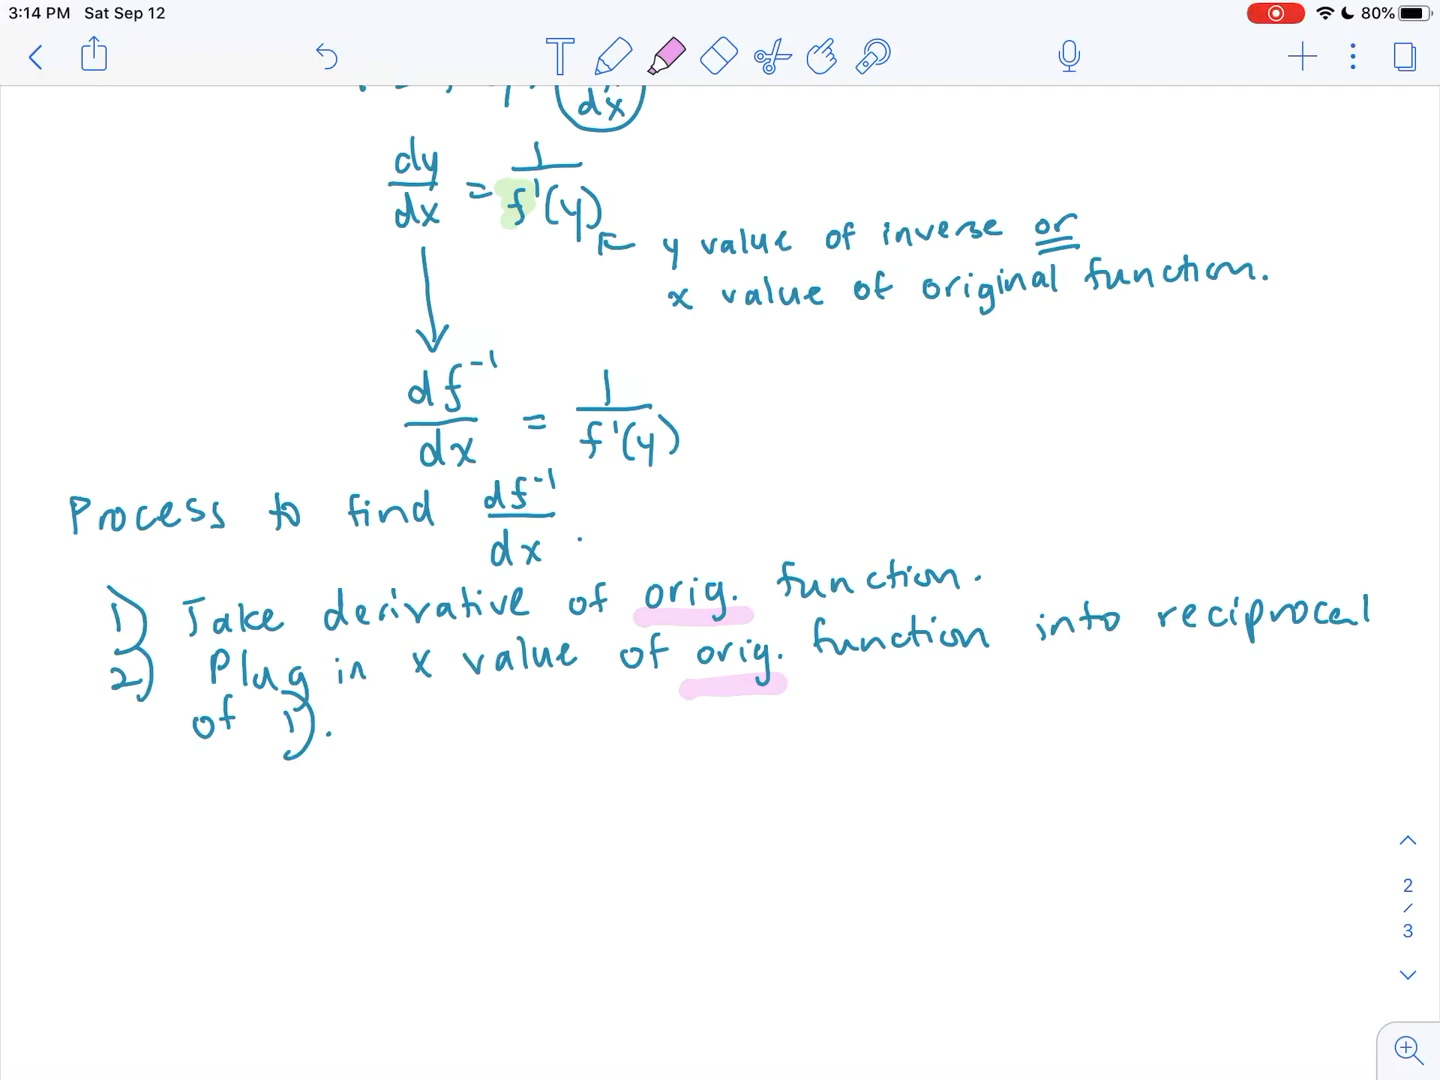 3:14 PM Sat Sep 12
80%
T
dx
dy/dx = 1/f'(y)
y value of inverse or
x value of original function.
df⁻¹/dx = 1/f'(y)
Process to find df⁻¹/dx.
1) Take derivative of orig. function.
2) Plug in x value of orig. function into reciprocal
of 1).
2
/
3